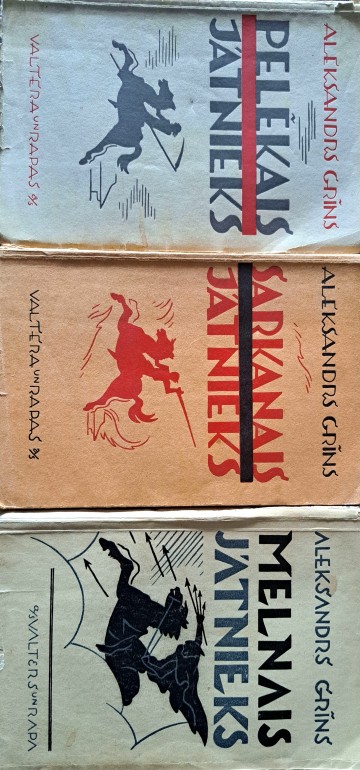 ALEKSANDRS GRĪNS
PELĒKAIS
JĀTNIEKS
VALTERA UN RAPAS A/S
ALEKSANDRS GRĪNS
SARKANAIS
JĀTNIEKS
VALTERA UN RAPAS A/S
ALEKSANDRS GRĪNS
MELNAIS
JĀTNIEKS
A/S VALTERS UN RAPA